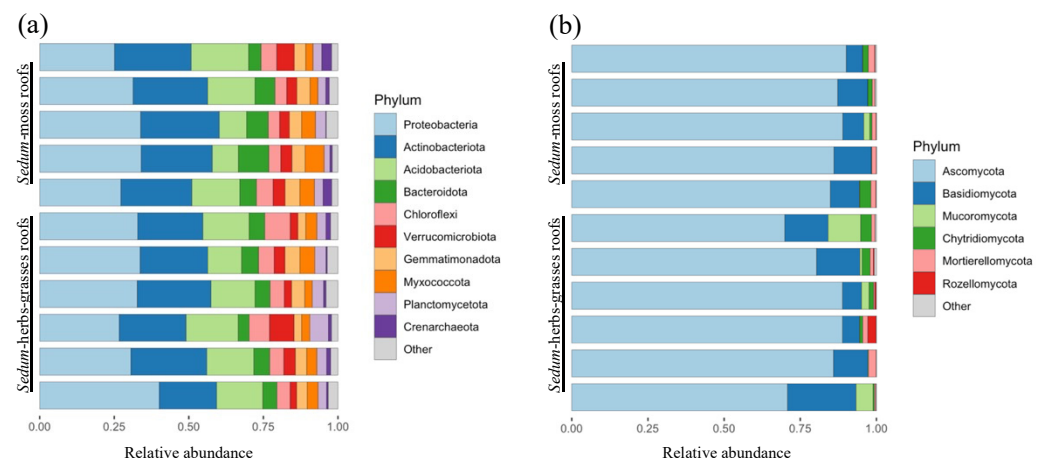 (a)
Sedum-moss roofs
Sedum-herbs-grasses roofs
0.00 0.25 0.50 0.75 1.00
Relative abundance
Phylum
Proteobacteria
Actinobacteriota
Acidobacteriota
Bacteroidota
Chloroflexi
Verrucomicrobiota
Gemmatimonadota
Myxococcota
Planctomycetota
Crenarchaeota
Other
(b)
Sedum-moss roofs
Sedum-herbs-grasses roofs
0.00 0.25 0.50 0.75 1.00
Relative abundance
Phylum
Ascomycota
Basidiomycota
Mucoromycota
Chytridiomycota
Mortierellomycota
Rozellomycota
Other